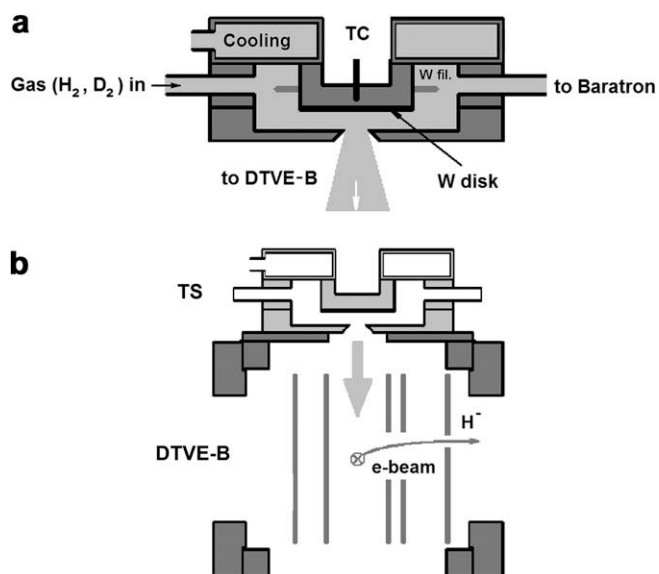 a
TC
Cooling
W fil.
Gas (H₂, D₂) in
to Baratron
to DTVE-B
W disk
b
TS
H⁻
DTVE-B
e-beam